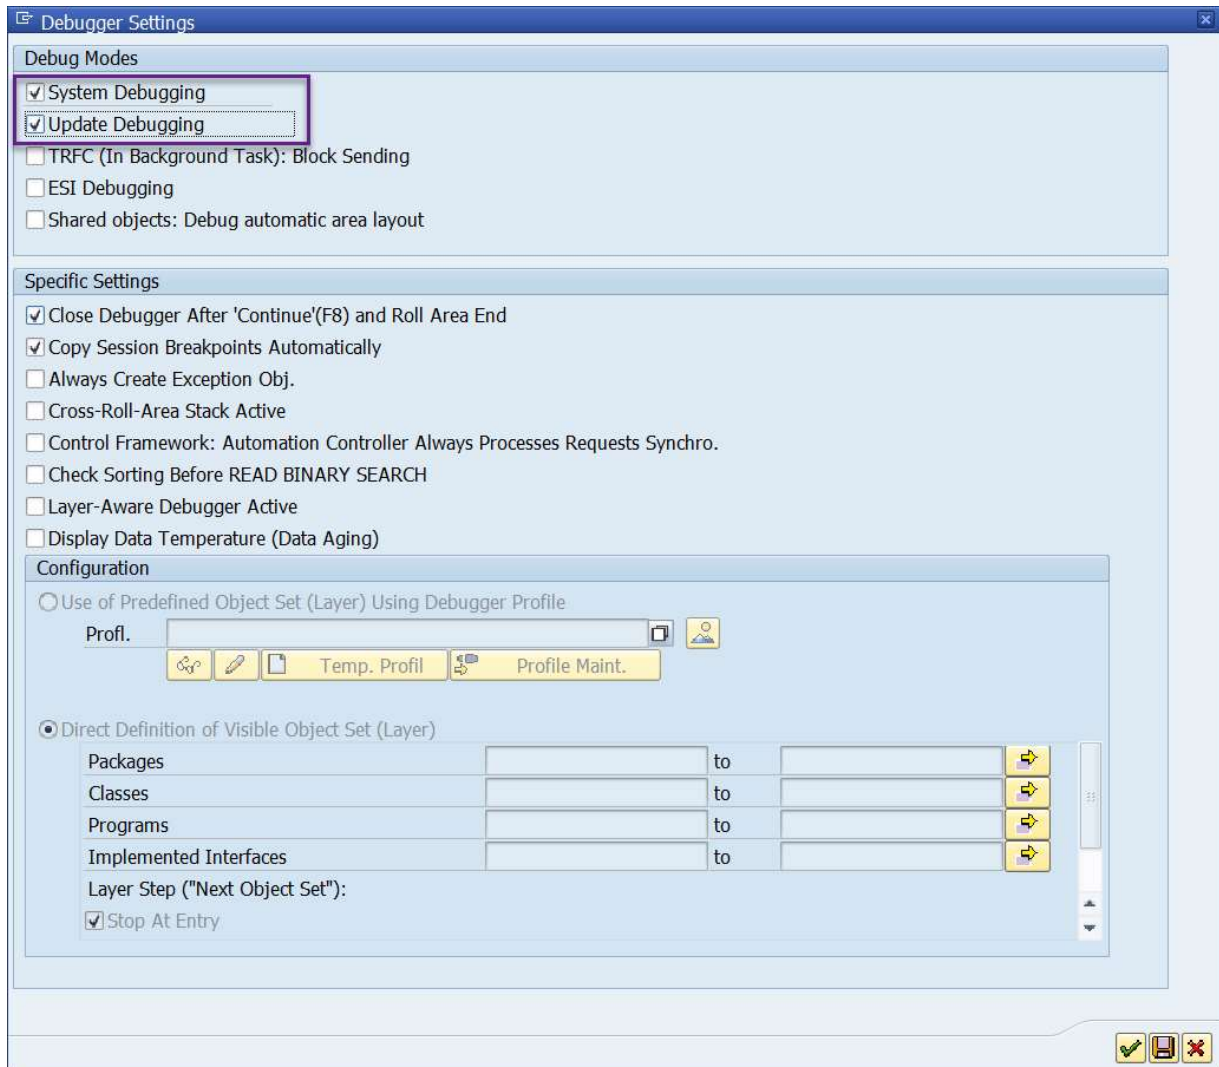 Debugger Settings
Debug Modes
System Debugging
Update Debugging
TRFC (In Background Task): Block Sending
ESI Debugging
Shared objects: Debug automatic area layout
Specific Settings
Close Debugger After 'Continue'(F8) and Roll Area End
Copy Session Breakpoints Automatically
Always Create Exception Obj.
Cross-Roll-Area Stack Active
Control Framework: Automation Controller Always Processes Requests Synchro.
Check Sorting Before READ BINARY SEARCH
Layer-Aware Debugger Active
Display Data Temperature (Data Aging)
Configuration
Use of Predefined Object Set (Layer) Using Debugger Profile
Profl.
Temp. Profil Profile Maint.
Direct Definition of Visible Object Set (Layer)
Packages to
Classes to
Programs to
Implemented Interfaces to
Layer Step ("Next Object Set"):
Stop At Entry